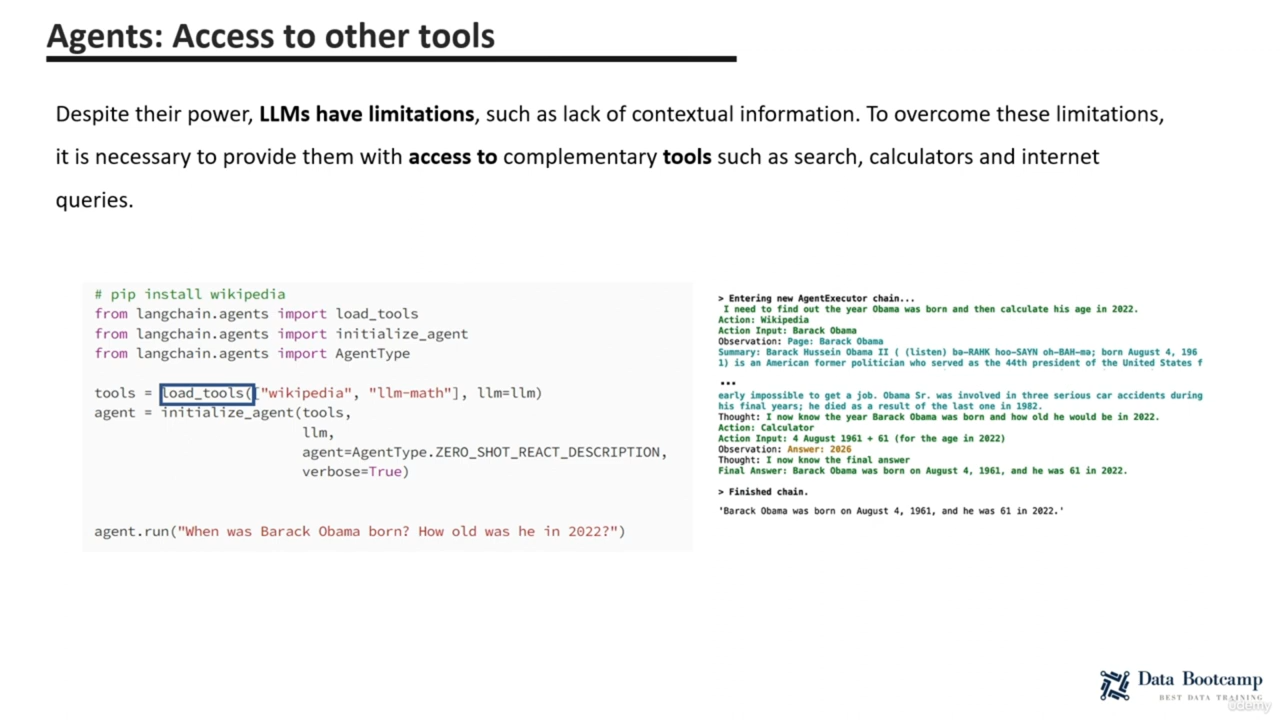 Agents: Access to other tools
Despite their power, LLMs have limitations, such as lack of contextual information. To overcome these limitations,
it is necessary to provide them with access to complementary tools such as search, calculators and internet
queries.
# pip install wikipedia
from langchain.agents import load_tools
from langchain.agents import initialize_agent
from langchain.agents import AgentType
tools = load_tools(["wikipedia", "llm-math"], llm=llm)
agent = initialize_agent(tools,
llm,
agent=AgentType.ZERO_SHOT_REACT_DESCRIPTION,
verbose=True)
agent.run("When was Barack Obama born? How old was he in 2022?")
> Entering new AgentExecutor chain...
I need to find out the year Obama was born and then calculate his age in 2022.
Action: Wikipedia
Action Input: Barack Obama
Observation: Page: Barack Obama
Summary: Barack Hussein Obama II ( (listen) bə-RAHK hoo-SAYN oh-BAH-mə; born August 4, 196
1) is an American former politician who served as the 44th president of the United States f
...
early impossible to get a job. Obama Sr. was involved in three serious car accidents during
his final years; he died as a result of the last one in 1982.
Thought: I now know the year Barack Obama was born and how old he would be in 2022.
Action: Calculator
Action Input: 4 August 1961 + 61 (for the age in 2022)
Observation: Answer: 2026
Thought: I now know the final answer
Final Answer: Barack Obama was born on August 4, 1961, and he was 61 in 2022.
> Finished chain.
'Barack Obama was born on August 4, 1961, and he was 61 in 2022.'
Data Bootcamp
BEST DATA TRAINING
udemy